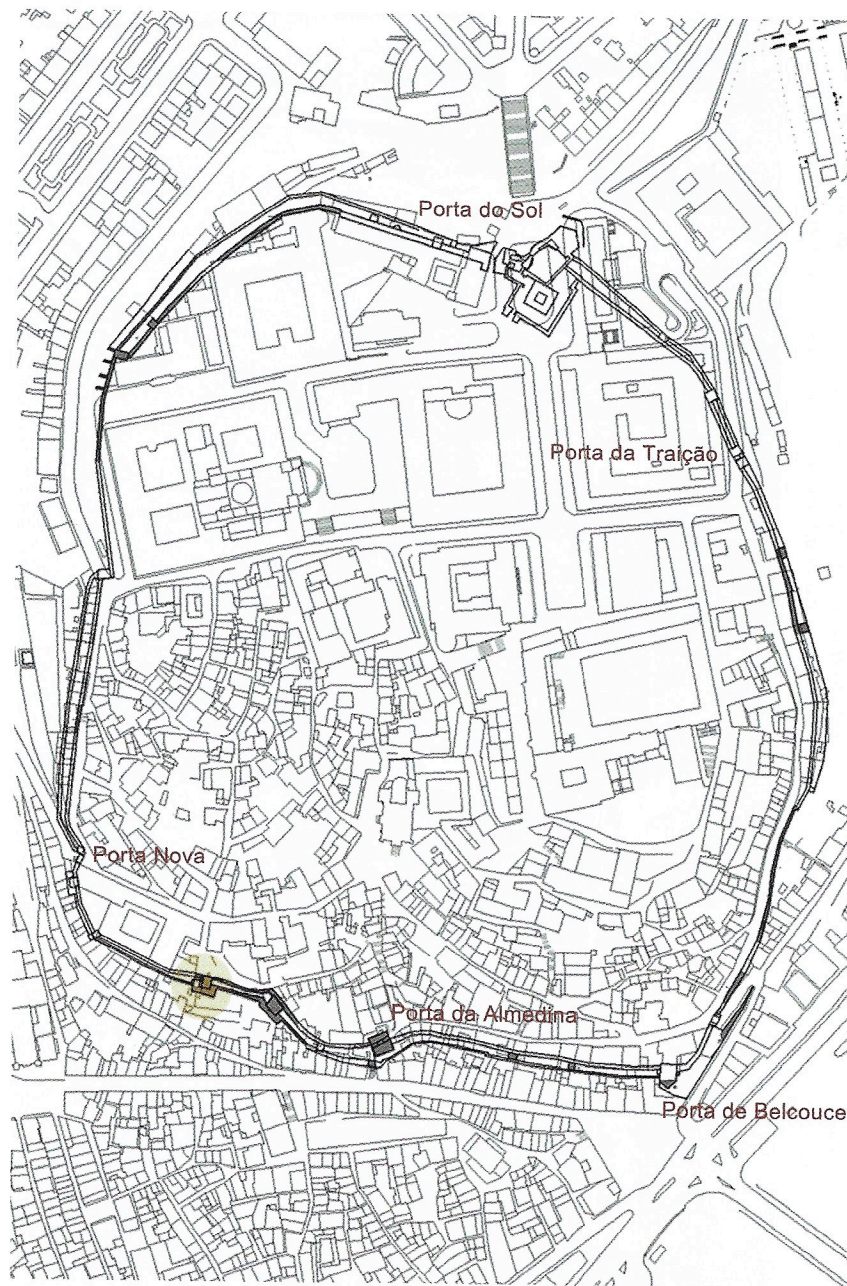 Porta do Sol
Porta da Traição
Porta Nova
Porta da Almedina
Porta de Belcouce